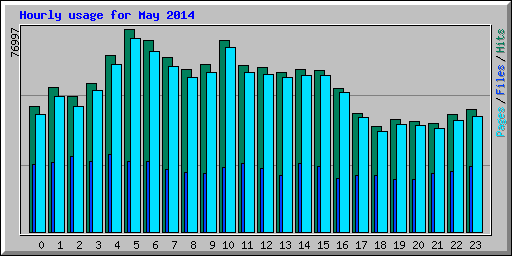 Hourly usage for May 2014
76997
Pages/Files/Hits
0 1 2 3 4 5 6 7 8 9 10 11 12 13 14 15 16 17 18 19 20 21 22 23